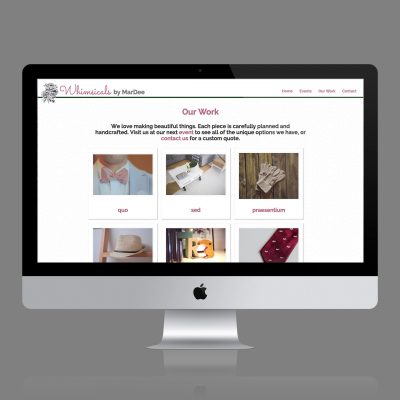 Whimsicals by MarDee
Home Events Our Work Contact
Our Work
We love making beautiful things. Each piece is carefully planned and
handcrafted. Visit us at our next event to see all of the unique options we have, or
contact us for a custom quote.
quo sed praesentium